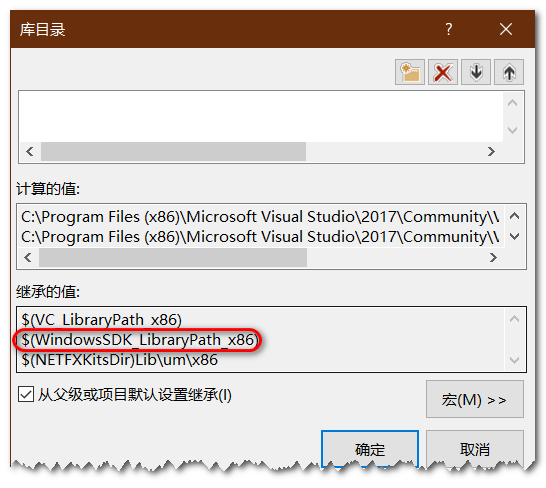 库目录
?
计算的值:
C:\Program Files (x86)\Microsoft Visual Studio\2017\Community\\V
C:\Program Files (x86)\Microsoft Visual Studio\2017\Community\\V
继承的值:
$(VC_LibraryPath_x86)
$(WindowsSDK_LibraryPath_x86)
$(NETFXKitsDir)Lib\um\x86
从父级或项目默认设置继承(I)
宏(M) >>
确定
取消